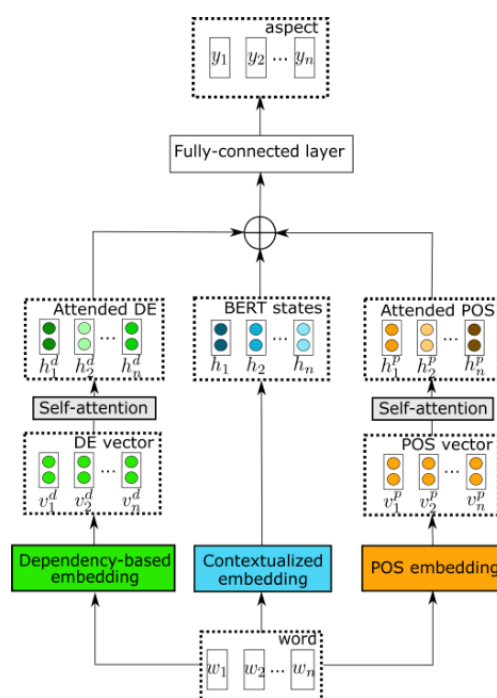 aspect
y₁ y₂ ... yₙ
Fully-connected layer
Attended DE
h₁ᵈ h₂ᵈ ... hₙᵈ
BERT states
h₁ h₂ ... hₙ
Attended POS
h₁ᵖ h₂ᵖ ... hₙᵖ
Self-attention
Self-attention
DE vector
v₁ᵈ v₂ᵈ ... vₙᵈ
POS vector
v₁ᵖ v₂ᵖ ... vₙᵖ
Dependency-based
embedding
Contextualized
embedding
POS embedding
word
w₁ w₂ ... wₙ